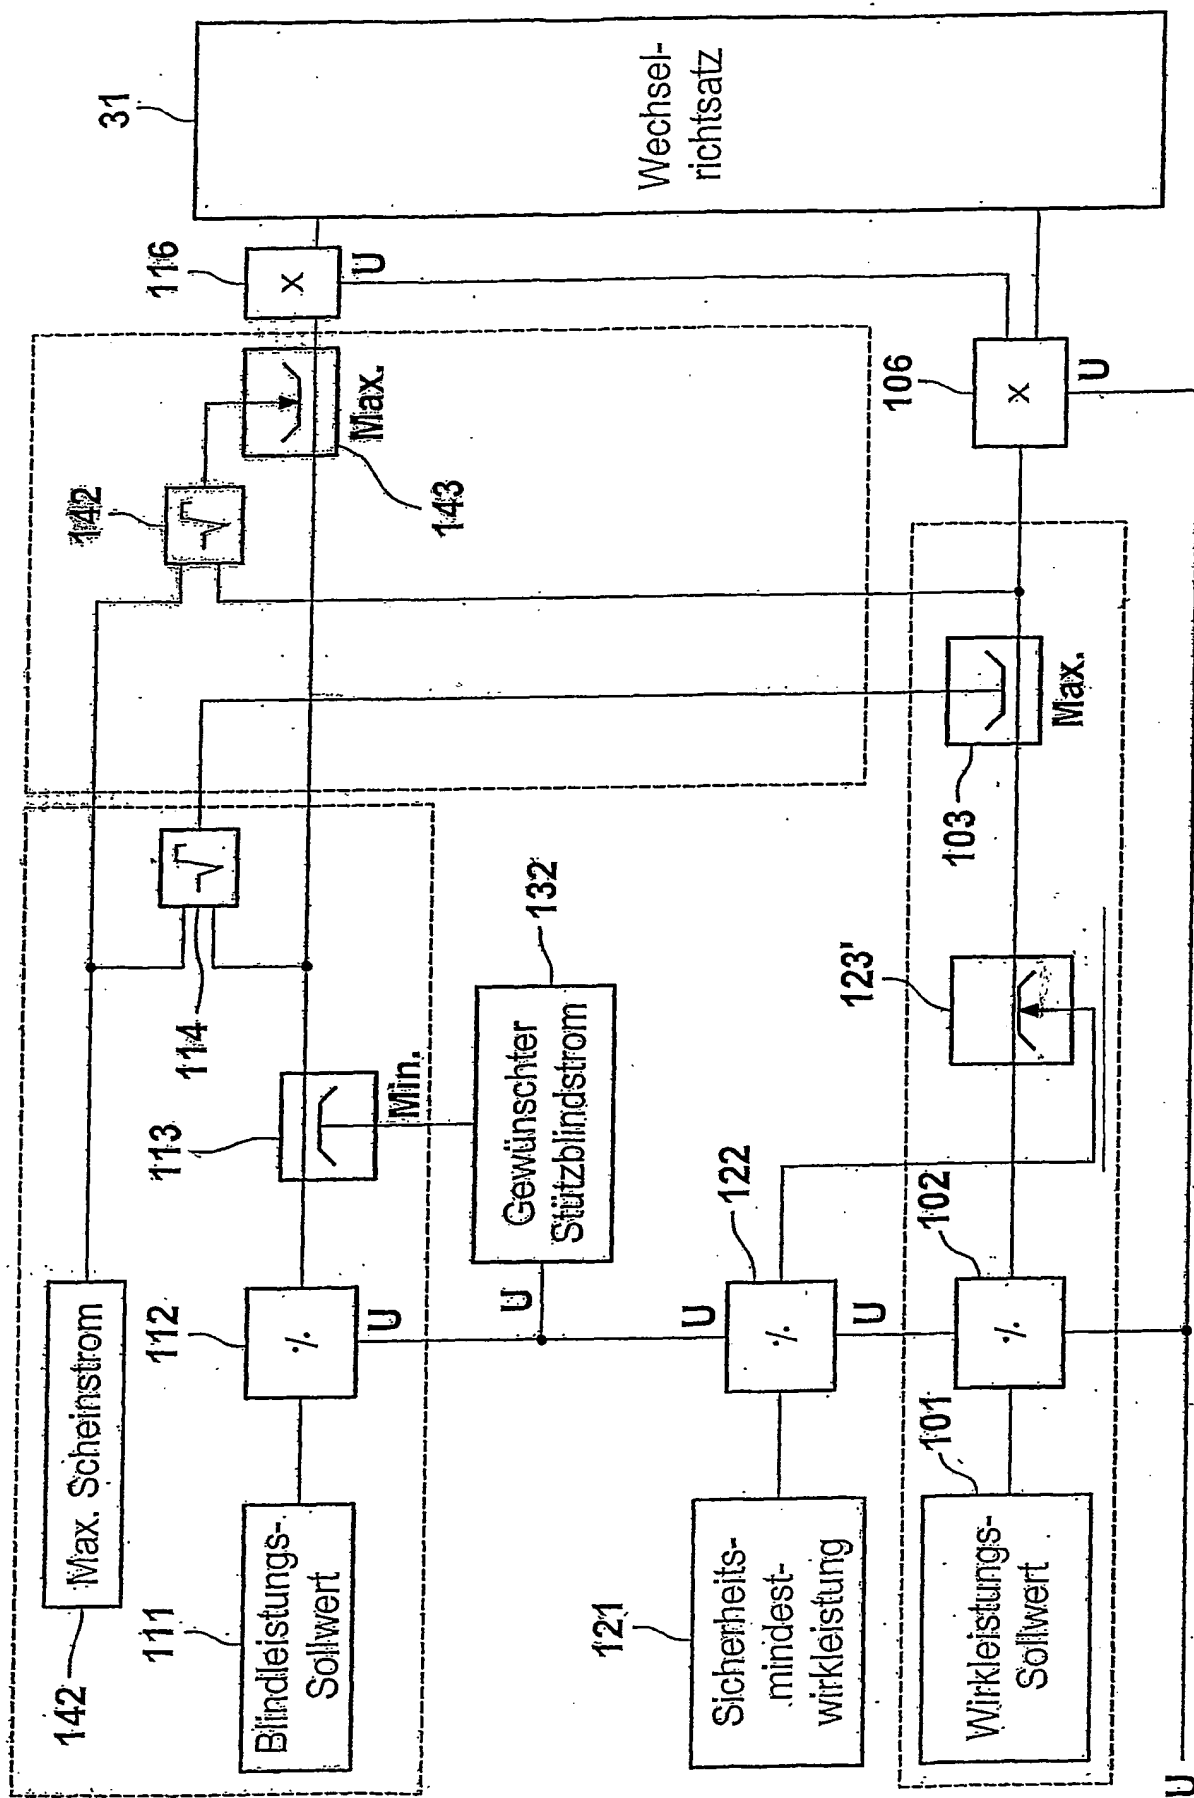 142
Max. Scheinstrom
111
Blindleistungs-
Sollwert
112
%
U
113
Min.
114
√
142
√
143
Max.
116
X
U
31
Wechsel-
richtsatz
132
Gewünschter
Stützblindstrom
U
121
Sicherheits-
mindest-
wirkleistung
122
%
U
U
101
Wirkleistungs-
Sollwert
102
%
123'
103
Max.
106
X
U
U